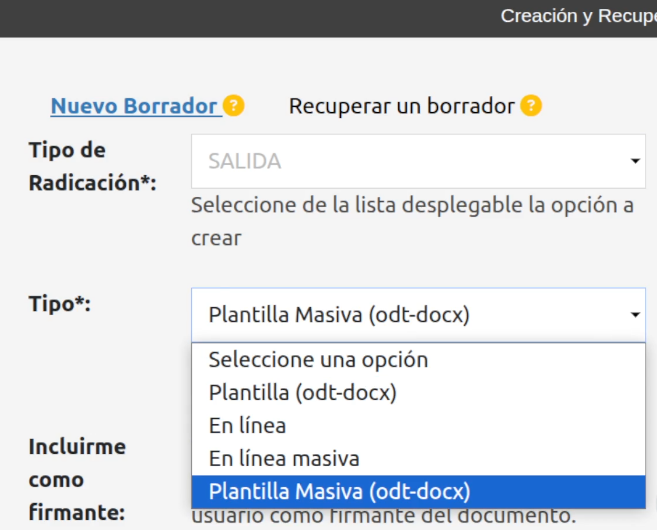 Creación y Recupe
Nuevo Borrador ?
Recuperar un borrador ?
Tipo de
Radicación*:
SALIDA
Seleccione de la lista desplegable la opción a
crear
Tipo*:
Plantilla Masiva (odt-docx)
Seleccione una opción
Plantilla (odt-docx)
En línea
En línea masiva
Plantilla Masiva (odt-docx)
Incluirme
como
firmante:
usuario como firmante del documento.